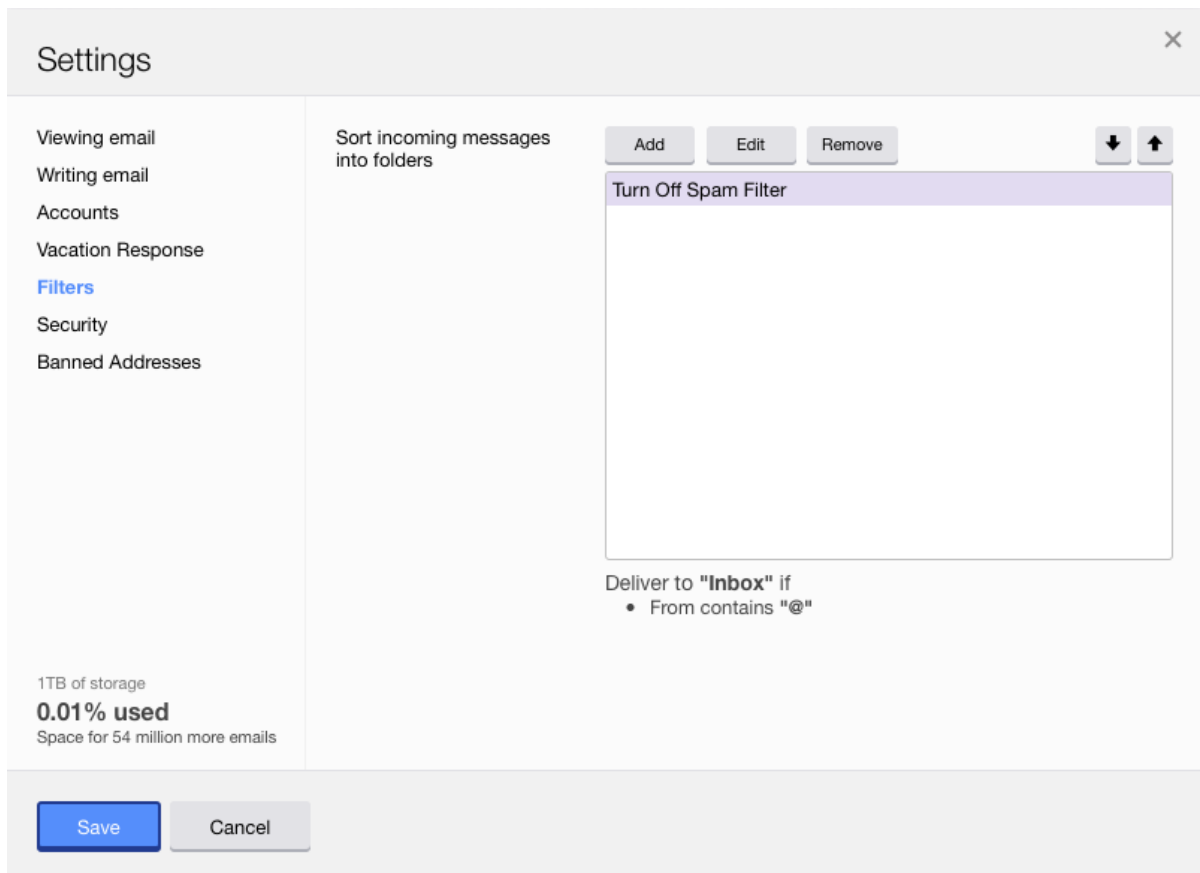 Settings
Viewing email
Writing email
Accounts
Vacation Response
Filters
Security
Banned Addresses
1TB of storage
0.01% used
Space for 54 million more emails
Sort incoming messages
into folders
Add Edit Remove
Turn Off Spam Filter
Deliver to "Inbox" if
• From contains "@"
Save Cancel